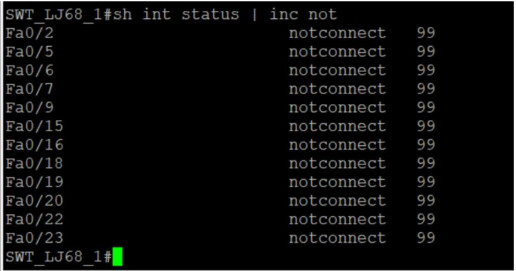 SWT_LJ68_1#sh int status | inc not
Fa0/2 notconnect 99
Fa0/5 notconnect 99
Fa0/6 notconnect 99
Fa0/7 notconnect 99
Fa0/9 notconnect 99
Fa0/15 notconnect 99
Fa0/16 notconnect 99
Fa0/18 notconnect 99
Fa0/19 notconnect 99
Fa0/20 notconnect 99
Fa0/22 notconnect 99
Fa0/23 notconnect 99
SWT_LJ68_1#